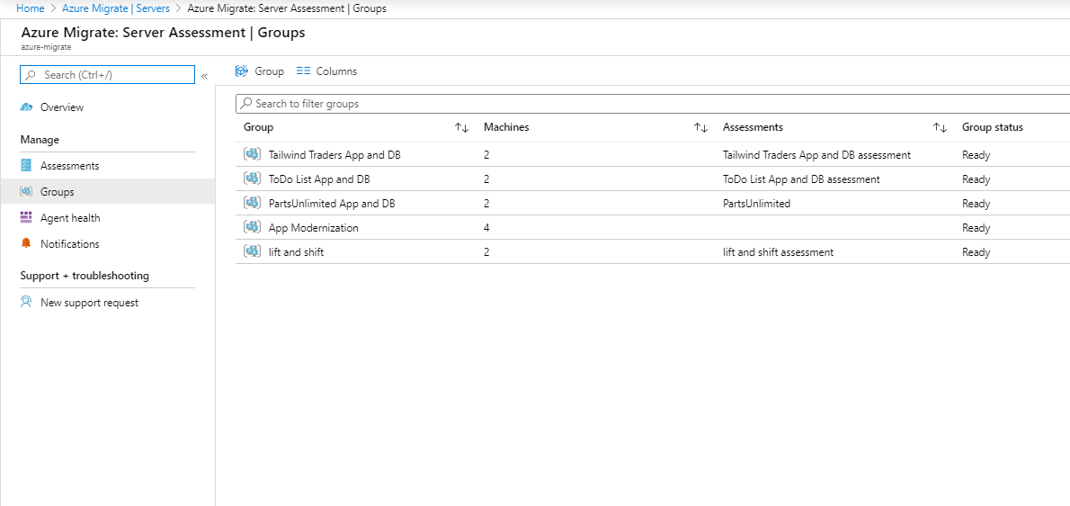 Home > Azure Migrate | Servers > Azure Migrate: Server Assessment | Groups
Azure Migrate: Server Assessment | Groups
azure-migrate
Search (Ctrl+/) «
Group Columns
Overview
Search to filter groups
Manage
Group ↑↓ Machines ↑↓ Assessments ↑↓ Group status
Assessments
Tailwind Traders App and DB 2 Tailwind Traders App and DB assessment Ready
Groups
ToDo List App and DB 2 ToDo List App and DB assessment Ready
PartsUnlimited App and DB 2 PartsUnlimited Ready
Agent health
App Modernization 4 Ready
Notifications
lift and shift 2 lift and shift assessment Ready
Support + troubleshooting
New support request